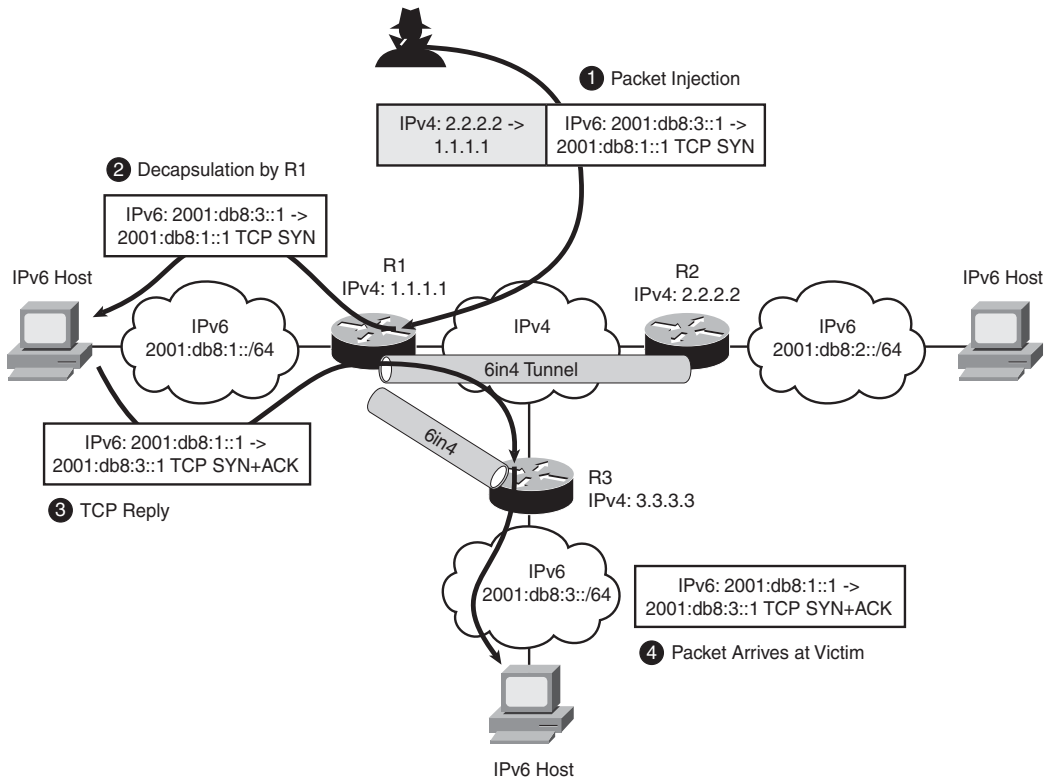 1 Packet Injection
IPv4: 2.2.2.2 ->
1.1.1.1
IPv6: 2001:db8:3::1 ->
2001:db8:1::1 TCP SYN
2 Decapsulation by R1
IPv6: 2001:db8:3::1 ->
2001:db8:1::1 TCP SYN
IPv6 Host
R1
IPv4: 1.1.1.1
R2
IPv4: 2.2.2.2
IPv6 Host
IPv6
2001:db8:1::/64
IPv4
IPv6
2001:db8:2::/64
6in4 Tunnel
6in4
IPv6: 2001:db8:1::1 ->
2001:db8:3::1 TCP SYN+ACK
3 TCP Reply
R3
IPv4: 3.3.3.3
IPv6
2001:db8:3::/64
IPv6: 2001:db8:1::1 ->
2001:db8:3::1 TCP SYN+ACK
4 Packet Arrives at Victim
IPv6 Host